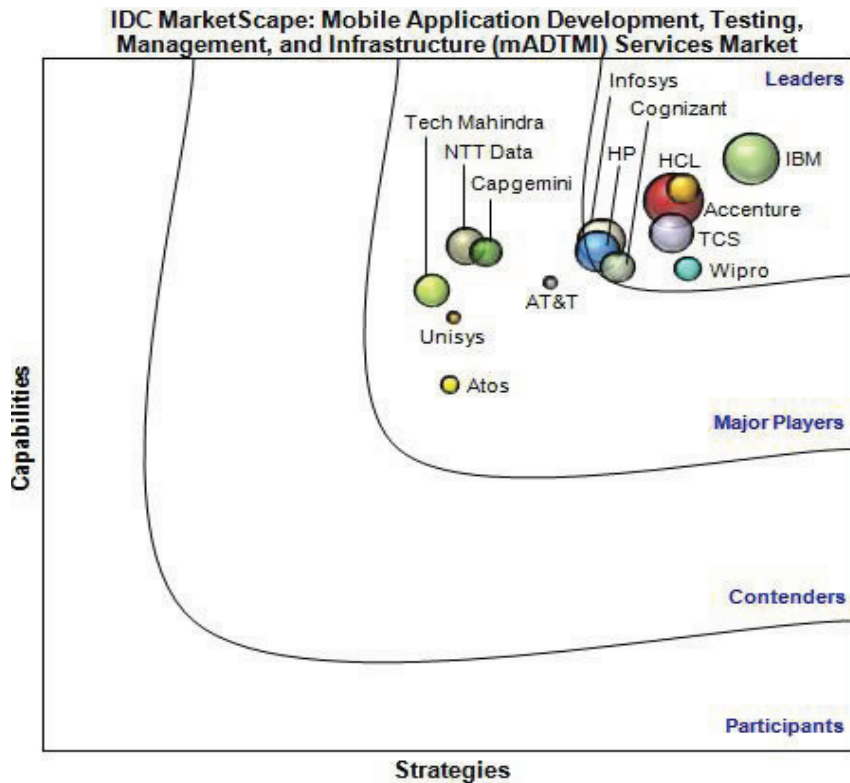 IDC MarketScape: Mobile Application Development, Testing,
Management, and Infrastructure (mADTMI) Services Market
Leaders
Infosys
Cognizant
Tech Mahindra
NTT Data
HP
HCL
IBM
Capgemini
Accenture
TCS
Wipro
AT&T
Unisys
Atos
Major Players
Capabilities
Contenders
Participants
Strategies